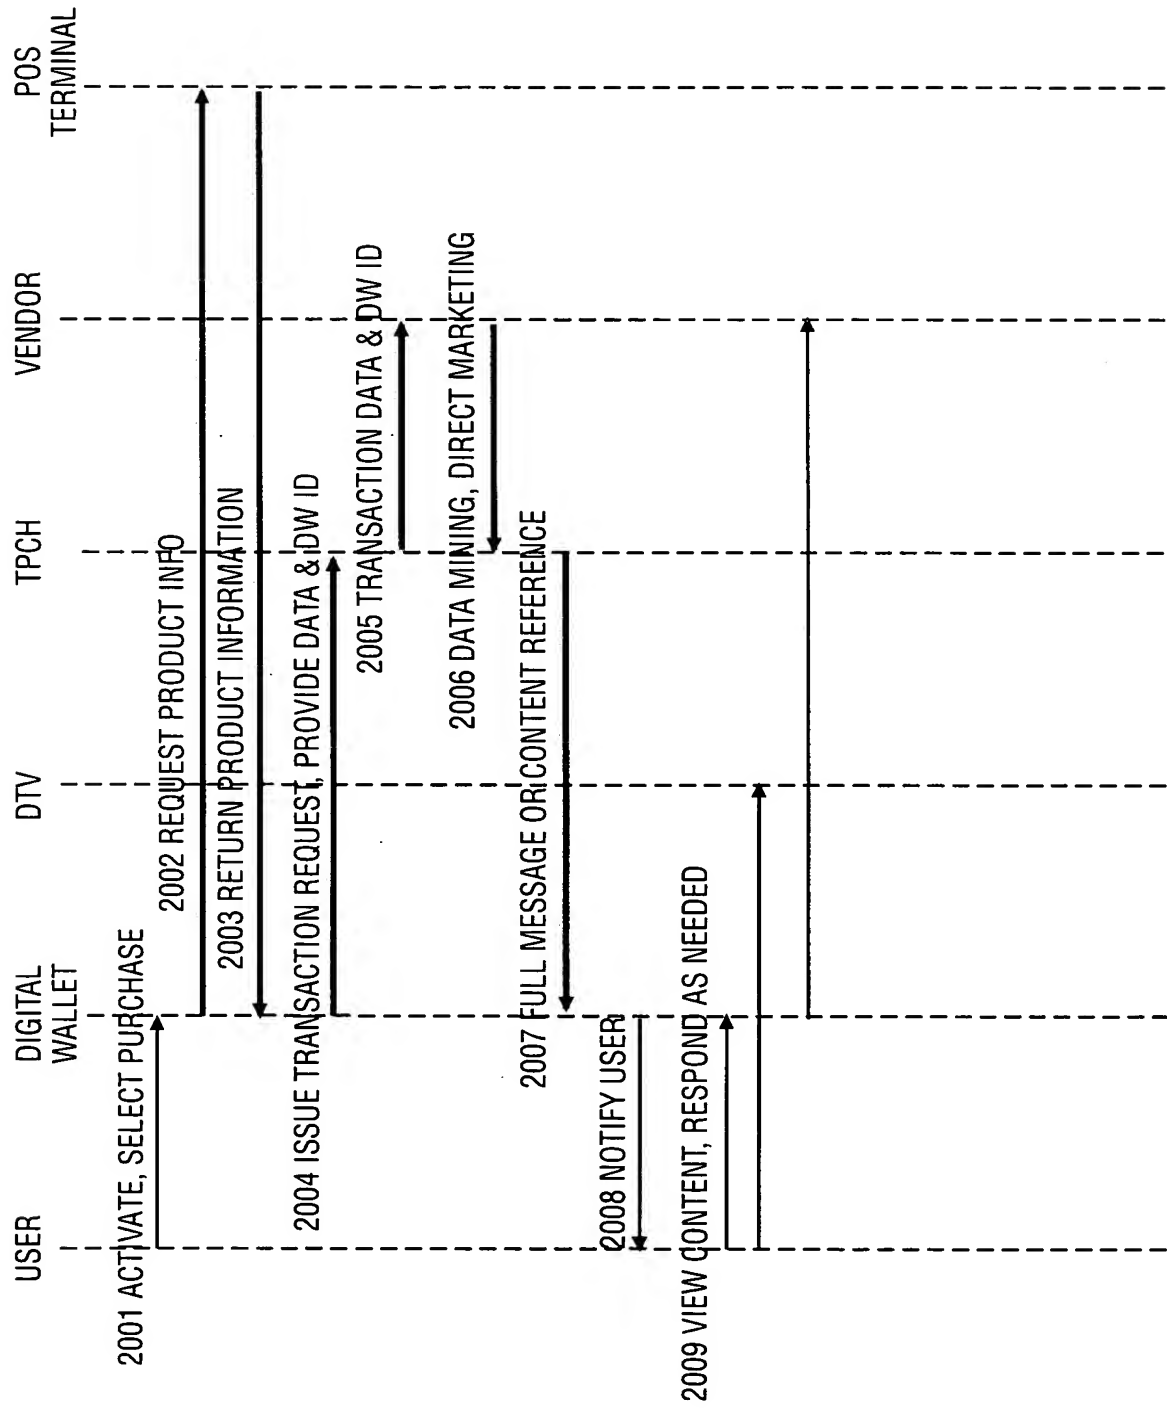 USER
DIGITAL
WALLET
DTV
TPCH
VENDOR
POS
TERMINAL
2001 ACTIVATE, SELECT PURCHASE
2002 REQUEST PRODUCT INFO
2003 RETURN PRODUCT INFORMATION
2004 ISSUE TRANSACTION REQUEST, PROVIDE DATA & DW ID
2005 TRANSACTION DATA & DW ID
2006 DATA MINING, DIRECT MARKETING
2007 FULL MESSAGE OR CONTENT REFERENCE
2008 NOTIFY USER
2009 VIEW CONTENT, RESPOND AS NEEDED